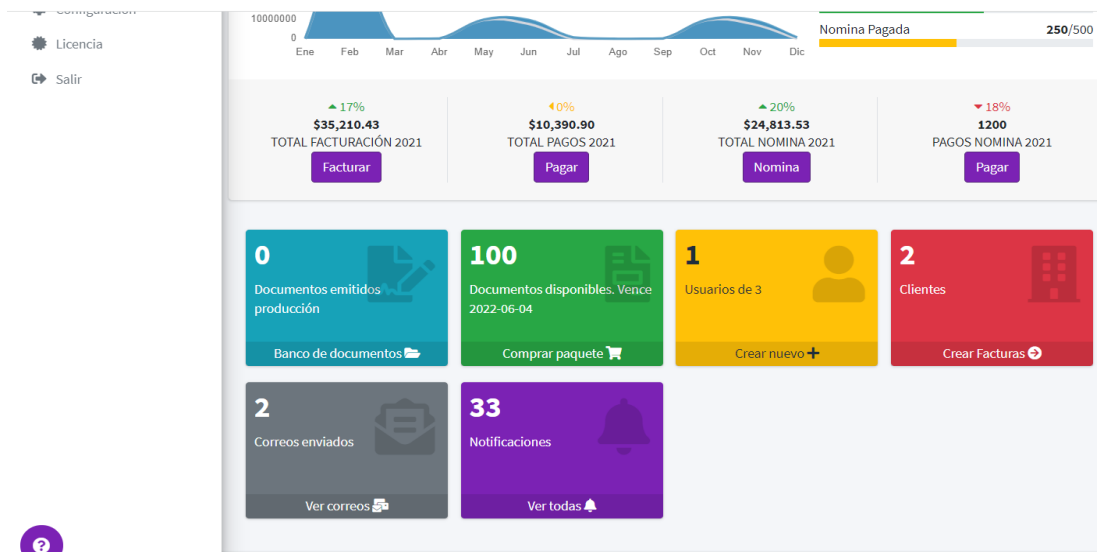 Configuración
Licencia
Salir
10000000
0
Ene Feb Mar Abr May Jun Jul Ago Sep Oct Nov Dic
Nomina Pagada 250/500
17%
$35,210.43
TOTAL FACTURACIÓN 2021
Facturar
0%
$10,390.90
TOTAL PAGOS 2021
Pagar
20%
$24,813.53
TOTAL NOMINA 2021
Nomina
18%
1200
PAGOS NOMINA 2021
Pagar
0
Documentos emitidos
producción
Banco de documentos
100
Documentos disponibles. Vence
2022-06-04
Comprar paquete
1
Usuarios de 3
Crear nuevo
2
Clientes
Crear Facturas
2
Correos enviados
Ver correos
33
Notificaciones
Ver todas